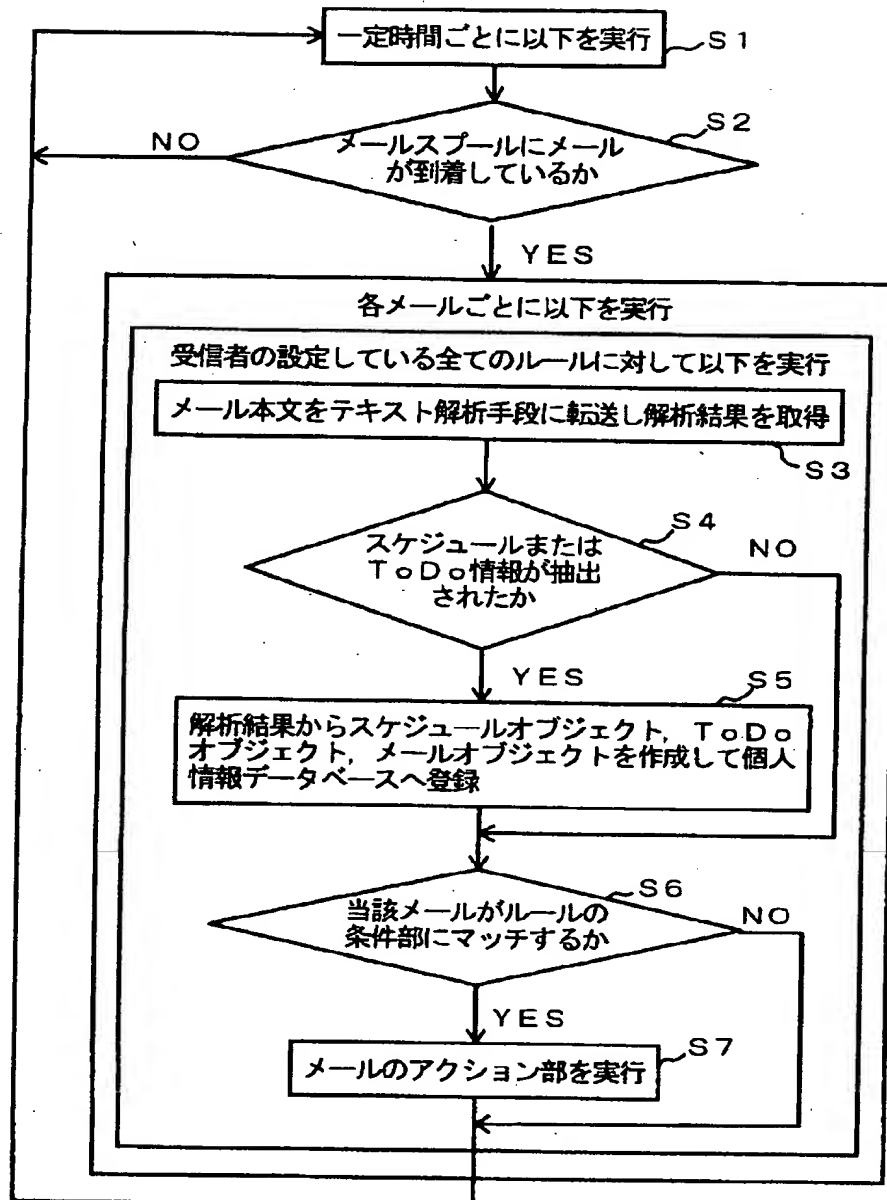 一定時間ごとに以下を実行
S1
メールスプールにメール
が到着しているか
S2
NO
YES
各メールごとに以下を実行
受信者の設定している全てのルールに対して以下を実行
メール本文をテキスト解析手段に転送し解析結果を取得
S3
スケジュールまたは
ToDo情報が抽出
されたか
S4
NO
YES
S5
解析結果からスケジュールオブジェクト,ToDo
オブジェクト,メールオブジェクトを作成して個人
情報データベースへ登録
当該メールがルールの
条件部にマッチするか
S6
NO
YES
メールのアクション部を実行
S7